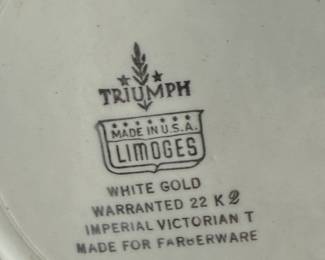 TRIUMPH
MADE IN U.S.A.
LIMOGES
WHITE GOLD
WARRANTED 22 K 2
IMPERIAL VICTORIAN T
MADE FOR FARBERWARE